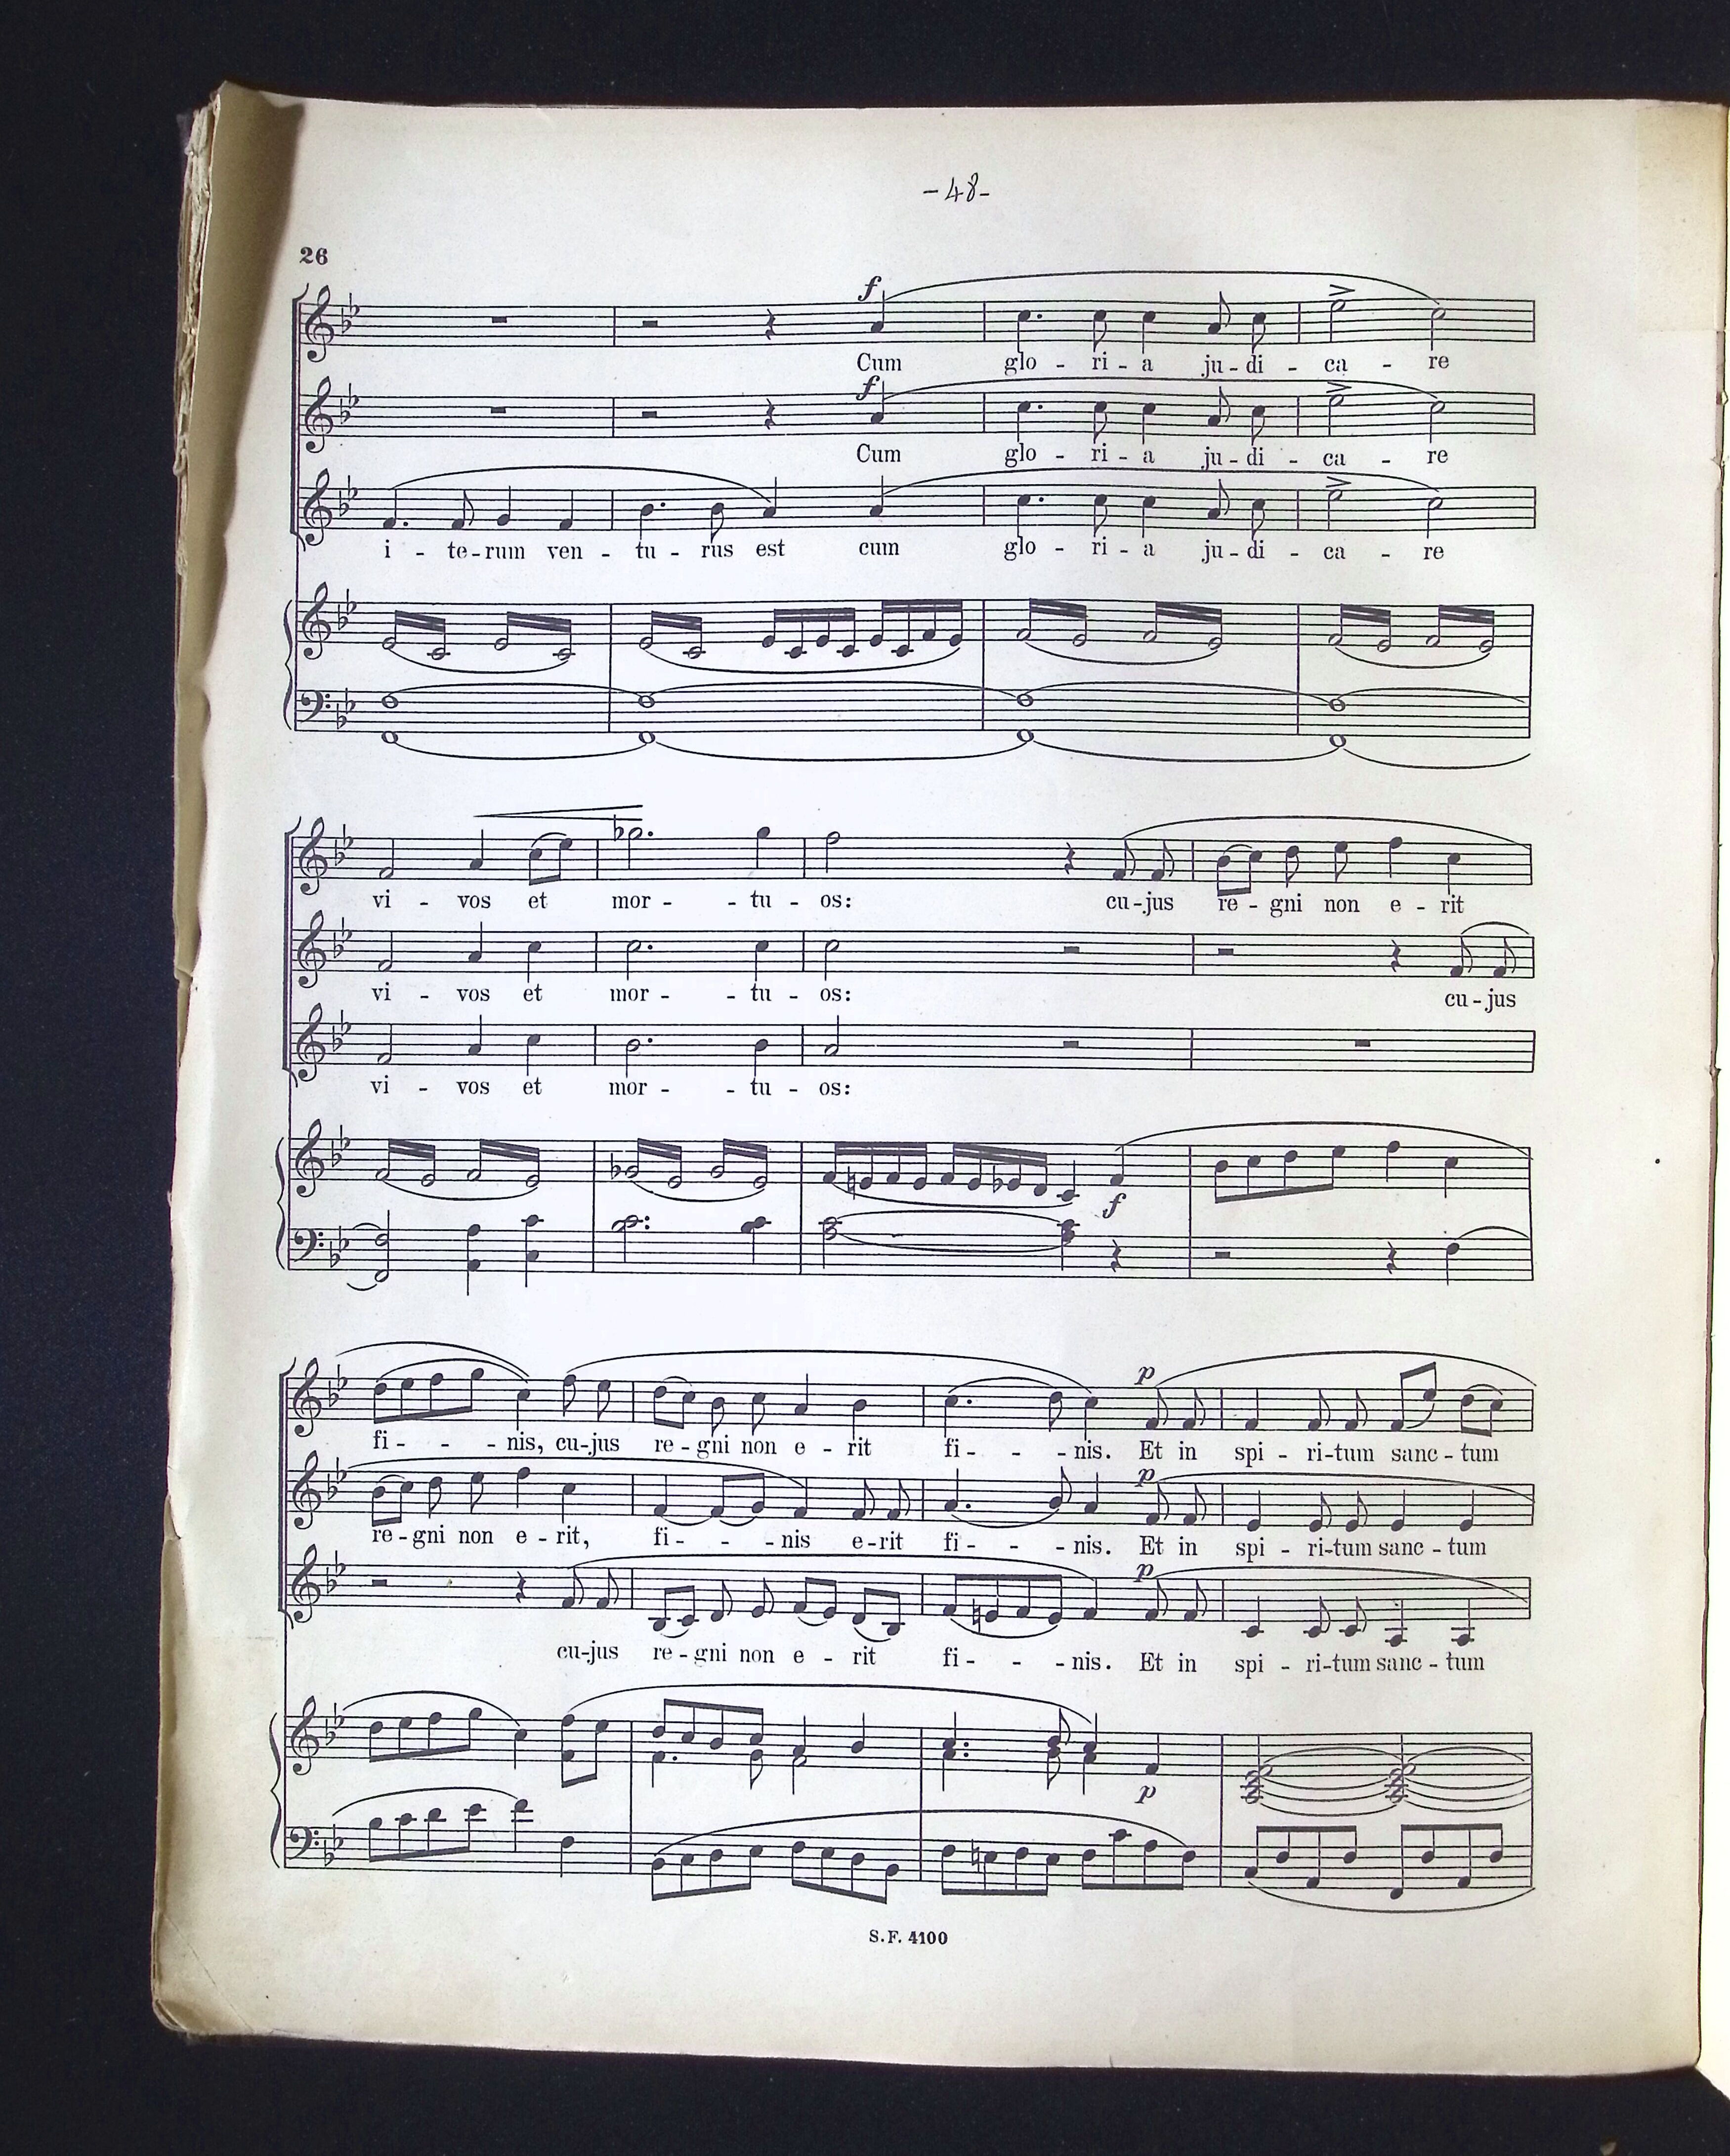 -48-
26
f
Cum glo - ri - a ju - di - ca - re
f
Cum glo - ri - a ju - di - ca - re
i - te - rum ven - tu - rus est cum glo - ri - a ju - di - ca - re
vi - vos et mor - - tu - os: cu - jus re - gni non e - rit
vi - vos et mor - - tu - os: cu - jus
vi - vos et mor - - tu - os:
f
p
fi - - - nis, cu-jus re - gni non e - rit fi - - - nis. Et in spi - ri-tum sanc - tum
p
re - gni non e - rit, fi - - - nis e-rit fi - - - nis. Et in spi - ri-tum sanc - tum
p
cu-jus re - gni non e - rit fi - - - nis. Et in spi - ri-tum sanc - tum
p
S.F. 4100